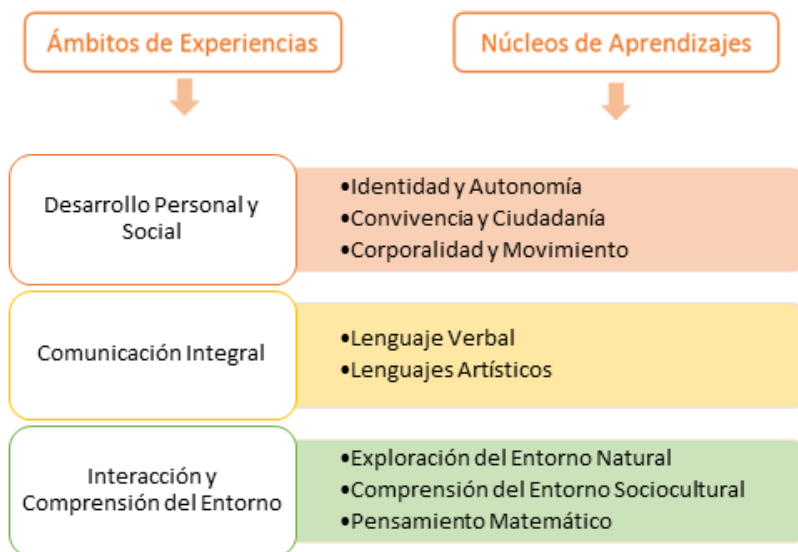 Ámbitos de Experiencias
Núcleos de Aprendizajes
Desarrollo Personal y
Social
•Identidad y Autonomía
•Convivencia y Ciudadanía
•Corporalidad y Movimiento
Comunicación Integral
•Lenguaje Verbal
•Lenguajes Artísticos
Interacción y
Comprensión del Entorno
•Exploración del Entorno Natural
•Comprensión del Entorno Sociocultural
•Pensamiento Matemático